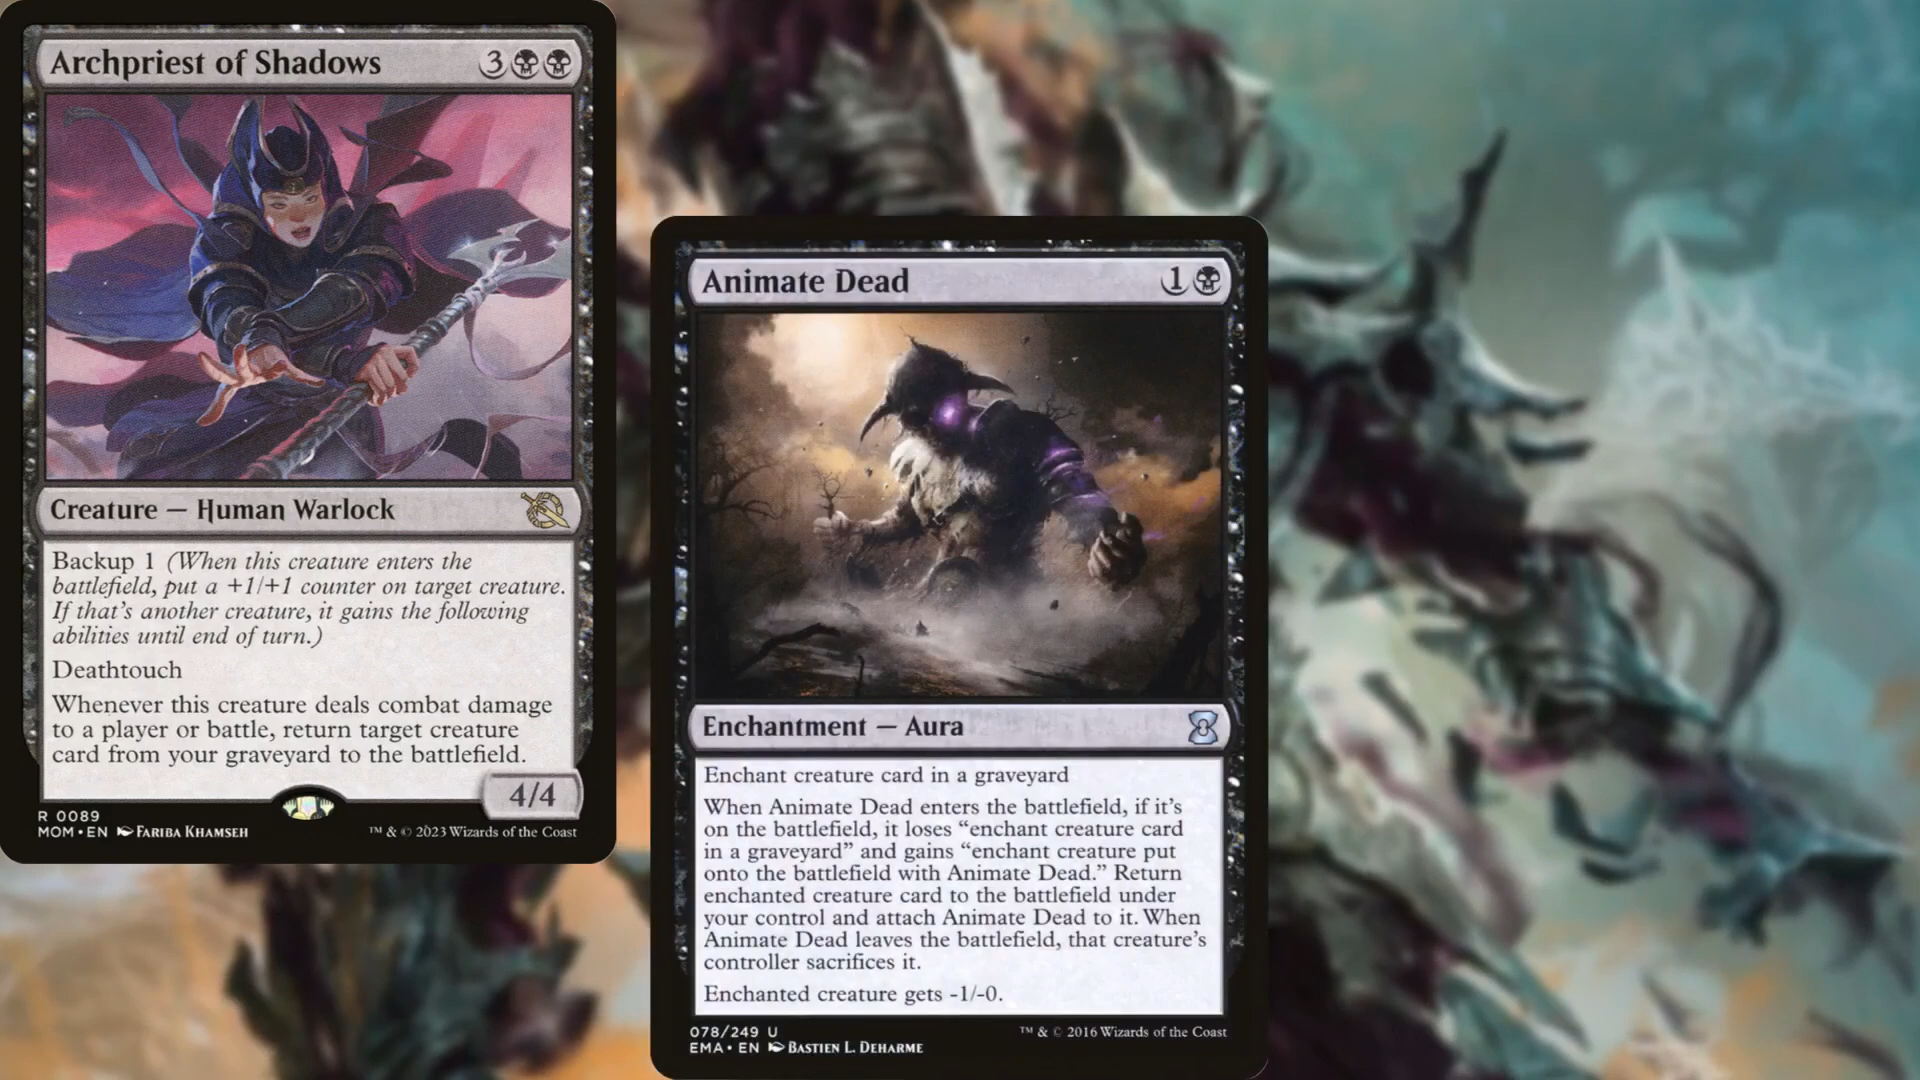 Archpriest of Shadows 3
Creature — Human Warlock
Backup 1 (When this creature enters the
battlefield, put a +1/+1 counter on target creature.
If that's another creature, it gains the following
abilities until end of turn.)
Deathtouch
Whenever this creature deals combat damage
to a player or battle, return target creature
card from your graveyard to the battlefield.
4/4
R 0089
MOM • EN FARIBA KHAMSEH
™ & © 2023 Wizards of the Coast
Animate Dead 1
Enchantment — Aura
Enchant creature card in a graveyard
When Animate Dead enters the battlefield, if it's
on the battlefield, it loses “enchant creature card
in a graveyard” and gains “enchant creature put
onto the battlefield with Animate Dead.” Return
enchanted creature card to the battlefield under
your control and attach Animate Dead to it. When
Animate Dead leaves the battlefield, that creature's
controller sacrifices it.
Enchanted creature gets -1/-0.
078/249 U
EMA • EN BASTIEN L. DEHARME
™ & © 2016 Wizards of the Coast